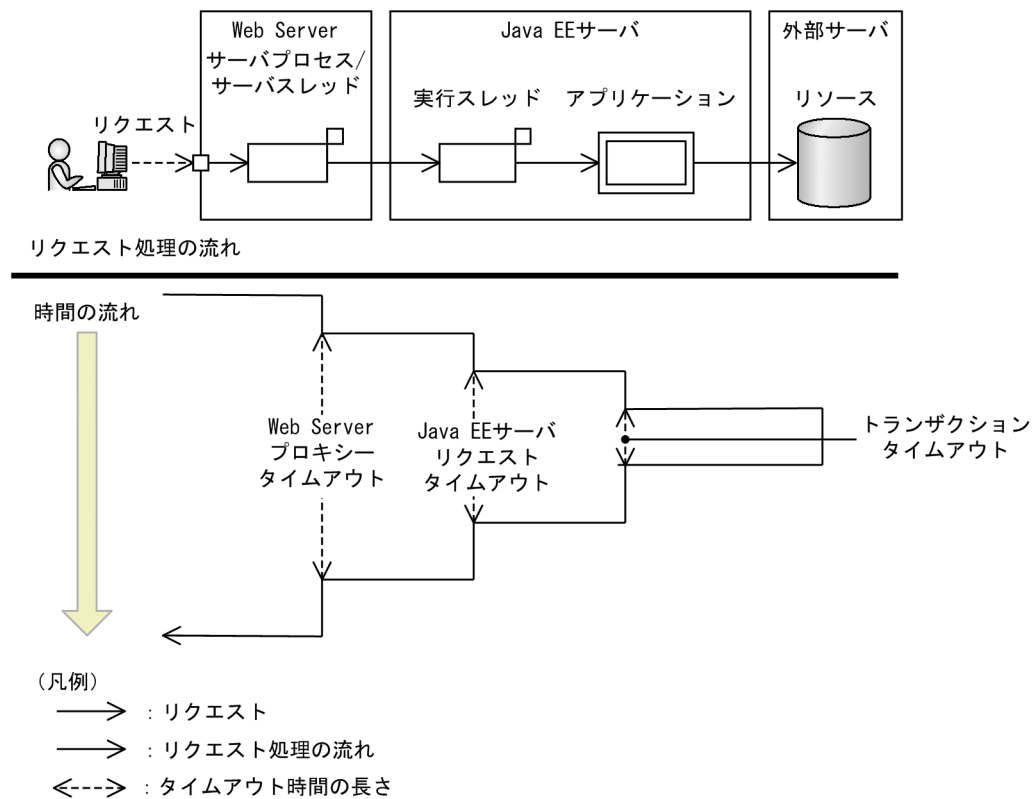 Web Server
サーバプロセス/
サーバスレッド
Java EEサーバ
実行スレッド
アプリケーション
外部サーバ
リソース
リクエスト
リクエスト処理の流れ
時間の流れ
Web Server
プロキシー
タイムアウト
Java EEサーバ
リクエスト
タイムアウト
トランザクション
タイムアウト
（凡例）
：リクエスト
：リクエスト処理の流れ
：タイムアウト時間の長さ